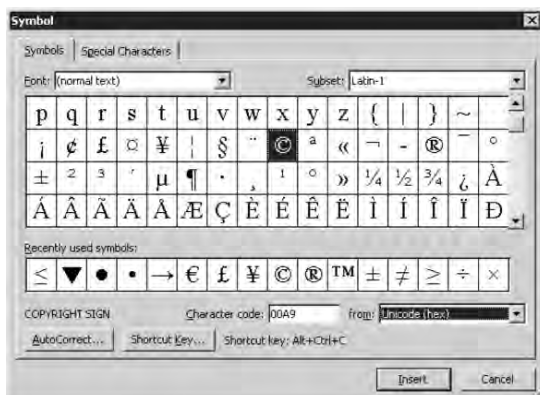 Symbol
Symbols Special Characters
Font: (normal text) Subset: Latin-1
p q r s t u v w x y z { | } ~
¡ ¢ £ ¤ ¥ ¦ § ¨ © ª « ¬ - ® ¯ °
± ² ³ ´ µ ¶ · ¸ ¹ º » ¼ ½ ¾ ¿ À
Á Â Ã Ä Å Æ Ç È É Ê Ë Ì Í Î Ï Đ
Recently used symbols:
≤ ▼ ● • → € £ ¥ © ® ™ ± ≠ ≥ ÷ ×
COPYRIGHT SIGN Character code: 00A9 from: Unicode (hex)
AutoCorrect... Shortcut Key... Shortcut key: Alt+Ctrl+C
Insert Cancel